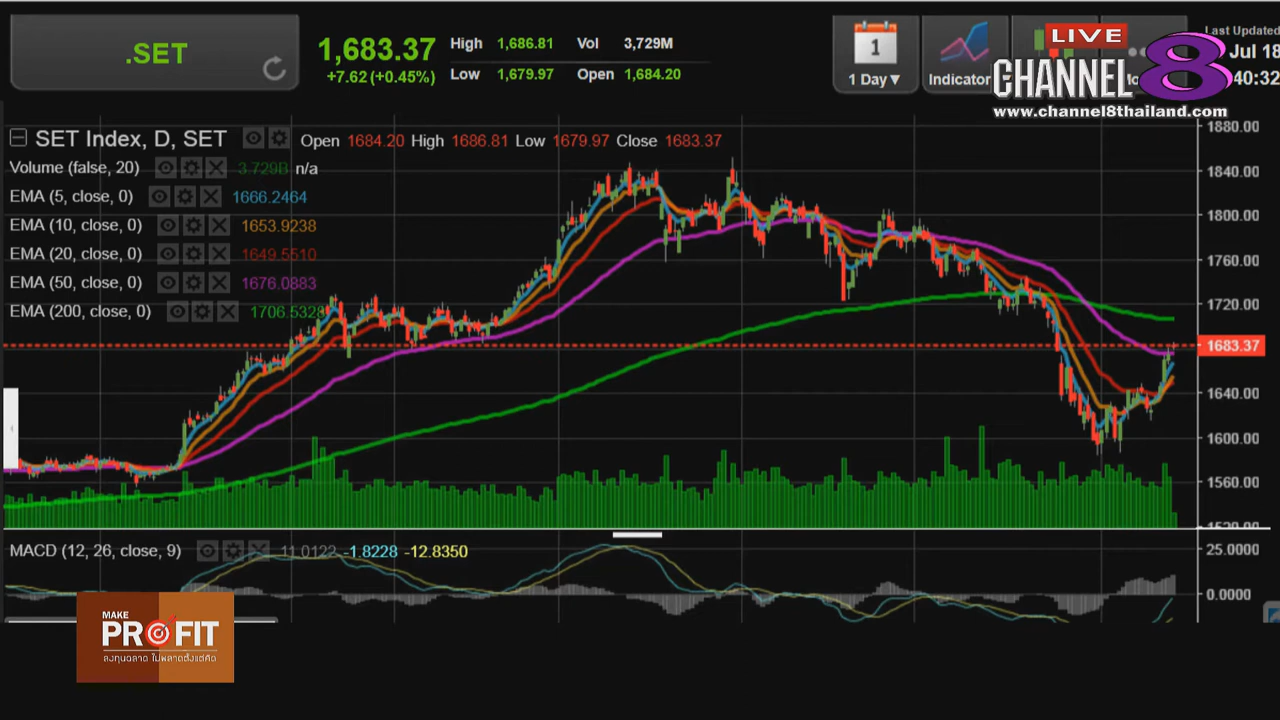 .SET
1,683.37
+7.62 (+0.45%)
High 1,686.81 Vol 3,729M
Low 1,679.97 Open 1,684.20
1 Day ▾
Indicator
LIVE
CHANNEL 8
www.channel8thailand.com
Last Updated
Jul 18
40:32
SET Index, D, SET
Open 1684.20 High 1686.81 Low 1679.97 Close 1683.37
Volume (false, 20) 3.729B n/a
EMA (5, close, 0) 1666.2464
EMA (10, close, 0) 1653.9238
EMA (20, close, 0) 1649.5510
EMA (50, close, 0) 1676.0883
EMA (200, close, 0) 1706.5328
1880.00
1840.00
1800.00
1760.00
1720.00
1683.37
1640.00
1600.00
1560.00
1520.00
MACD (12, 26, close, 9) 11.0122 -1.8228 -12.8350
25.0000
0.0000
MAKE
PROFIT
ลงทุนฉลาด ไม่พลาดตั้งแต่คิด